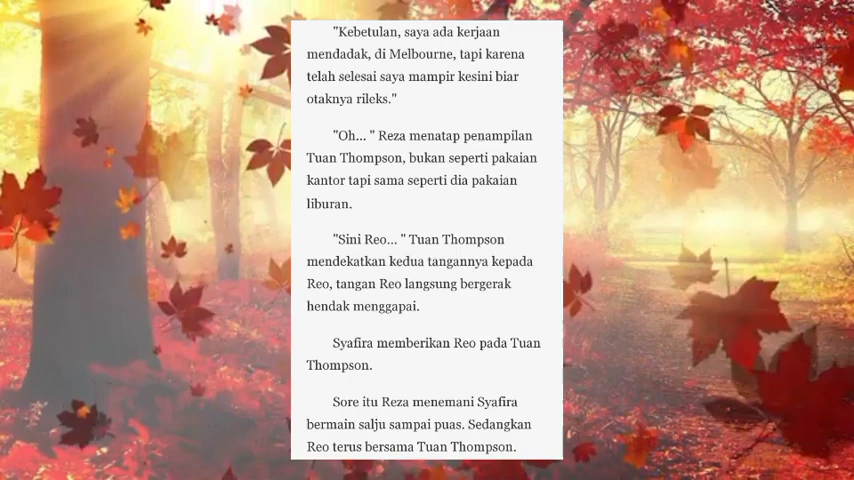 "Kebetulan, saya ada kerjaan
mendadak, di Melbourne, tapi karena
telah selesai saya mampir kesini biar
otaknya rileks."
"Oh... " Reza menatap penampilan
Tuan Thompson, bukan seperti pakaian
kantor tapi sama seperti dia pakaian
liburan.
"Sini Reo... " Tuan Thompson
mendekatkan kedua tangannya kepada
Reo, tangan Reo langsung bergerak
hendak menggapai.
Syafira memberikan Reo pada Tuan
Thompson.
Sore itu Reza menemani Syafira
bermain salju sampai puas. Sedangkan
Reo terus bersama Tuan Thompson.